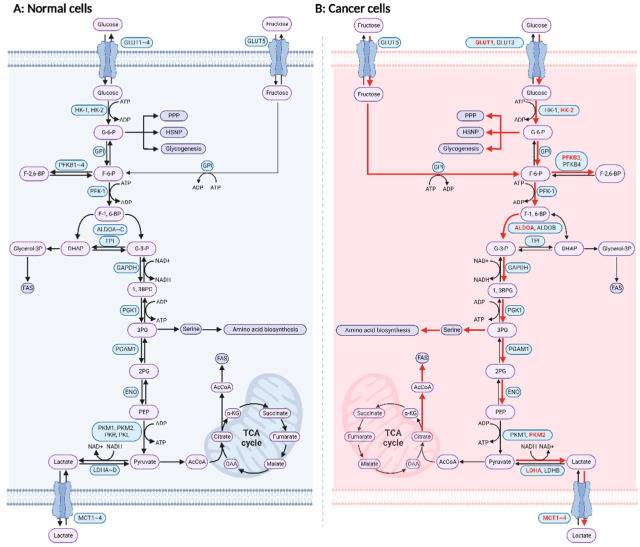 A: Normal cells
Glucose
Fructose
GLUT1–4
GLUT5
Glucose
Fructose
HK-1, HK-2
ATP
ADP
PPP
G-6-P
HSNP
Glycogenesis
GPI
GPI
PFKB1–4
F-2,6-BP
F-6-P
ATP
ADP
PFK-1
ATP
ADP
F-1, 6-BP
ALDOA–C
TPI
Glycerol-3P
DHAP
G-3-P
GAPDH
NAD+
NADH
FAS
1, 3BPG
PGK1
ADP
ATP
3PG
Serine
Amino acid biosynthesis
PGAM1
2PG
FAS
ENO
AcCoA
PEP
α-KG
Succinate
PKM1, PKM2,
PKR, PKL
ADP
ATP
Citrate
TCA
cycle
Fumarate
NAD+
NADH
Lactate
Pyruvate
AcCoA
OAA
Malate
LDHA–D
MCT1–4
Lactate
B: Cancer cells
Fructose
Glucose
GLUT5
GLUT1, GLUT3
Fructose
Glucose
ATP
ADP
HK-1, HK-2
PPP
HSNP
G-6-P
Glycogenesis
GPI
GPI
PFKB3,
PFKB4
F-6-P
F-2,6-BP
ATP
ADP
ATP
ADP
PFK-1
F-1, 6-BP
ALDOA, ALDOB
TPI
G-3-P
DHAP
Glycerol-3P
NAD+
NADH
GAPDH
FAS
1, 3BPG
ADP
ATP
PGK1
Amino acid biosynthesis
Serine
3PG
PGAM1
FAS
2PG
AcCoA
ENO
Succinate
α-KG
PEP
Fumarate
TCA
cycle
Citrate
ADP
ATP
PKM1, PKM2
NADH
NAD+
Malate
OAA
AcCoA
Pyruvate
Lactate
LDHA, LDHB
MCT1–4
Lactate